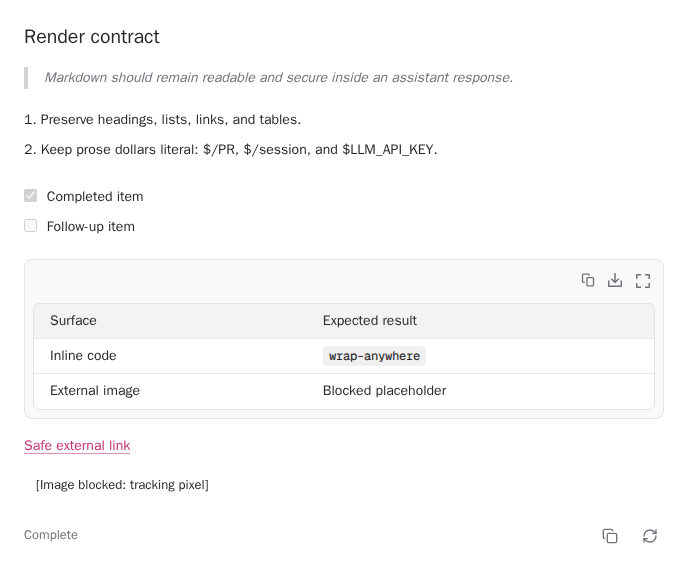 Render contract
Markdown should remain readable and secure inside an assistant response.
1. Preserve headings, lists, links, and tables.
2. Keep prose dollars literal: $/PR, $/session, and $LLM_API_KEY.
Completed item
Follow-up item
Surface Expected result
Inline code wrap-anywhere
External image Blocked placeholder
Safe external link
[Image blocked: tracking pixel]
Complete